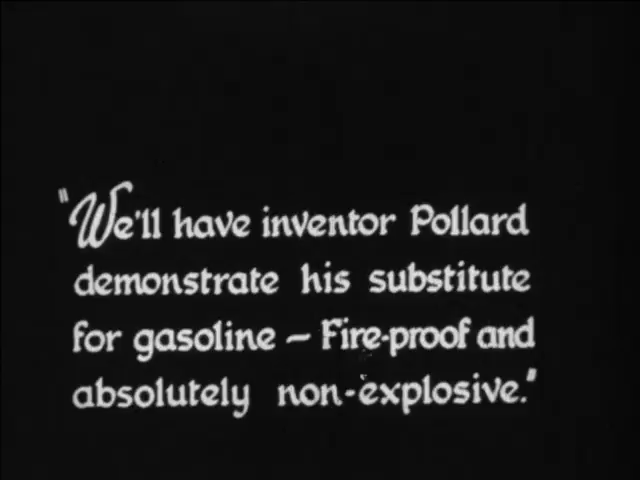 "We'll have inventor Pollard
demonstrate his substitute
for gasoline – Fire-proof and
absolutely non-explosive."